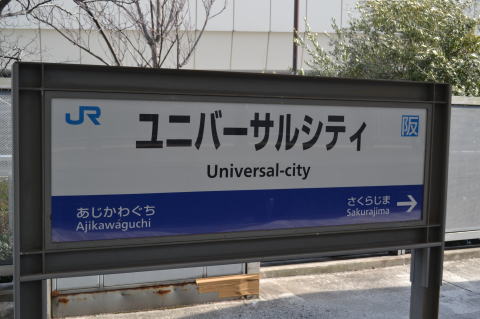 JR
ユニバーサルシティ
阪
Universal-city
あじかわぐち
Ajikawaguchi
さくらじま
Sakurajima